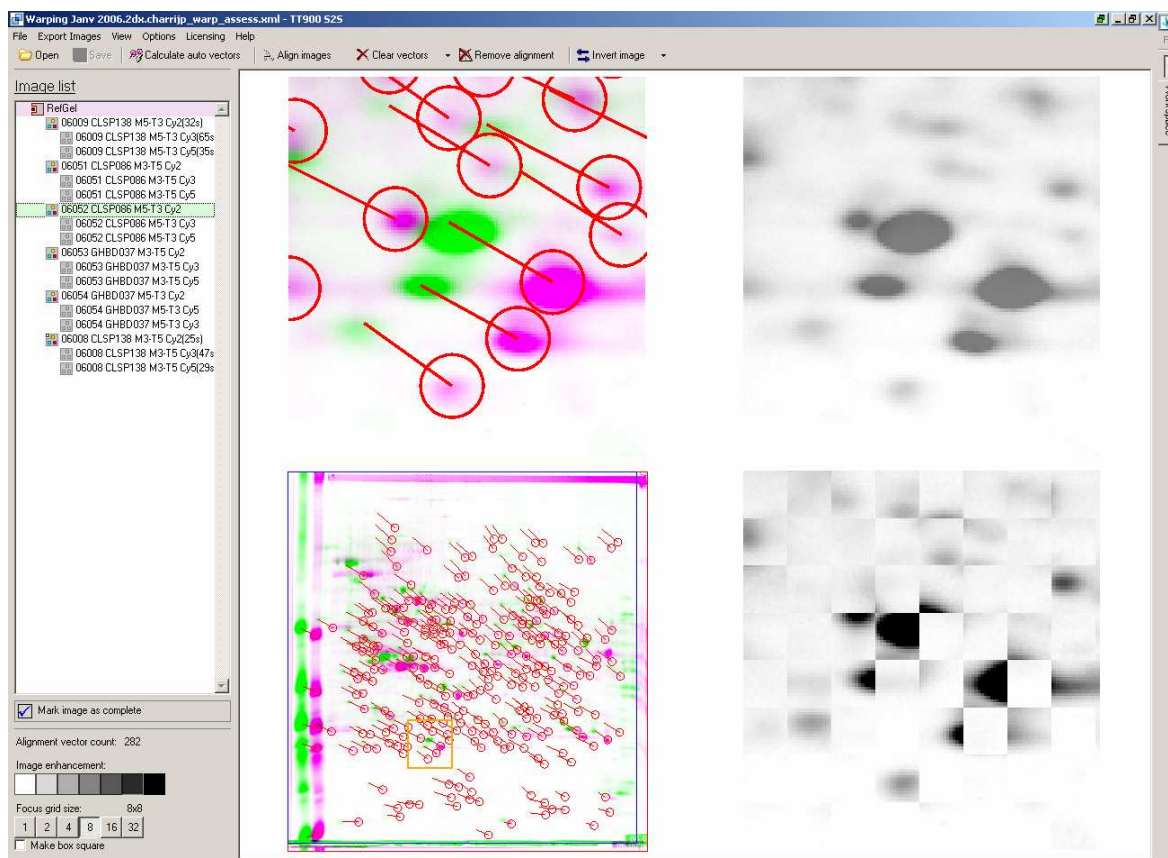 Warping Janv 2006.2dx.charrijp_warp_assess.xml - TT900 S2S
File Export Images View Options Licensing Help
Open Save Calculate auto vectors Align images Clear vectors Remove alignment Invert image
Image list
RefGel
06009 CLSP138 M5-T3 Cy2(32s)
06009 CLSP138 M5-T3 Cy3(65s
06009 CLSP138 M5-T3 Cy5(35s
06051 CLSP086 M3-T5 Cy2
06051 CLSP086 M3-T5 Cy3
06051 CLSP086 M3-T5 Cy5
06052 CLSP086 M5-T3 Cy2
06052 CLSP086 M5-T3 Cy3
06052 CLSP086 M5-T3 Cy5
06053 GHBD037 M3-T5 Cy2
06053 GHBD037 M3-T5 Cy3
06053 GHBD037 M3-T5 Cy5
06054 GHBD037 M5-T3 Cy2
06054 GHBD037 M5-T3 Cy5
06054 GHBD037 M5-T3 Cy3
06008 CLSP138 M3-T5 Cy2(25s)
06008 CLSP138 M3-T5 Cy3(47s
06008 CLSP138 M3-T5 Cy5(29s
Mark image as complete
Alignment vector count: 282
Image enhancement:
Focus grid size: 8x8
1 2 4 8 16 32
Make box square